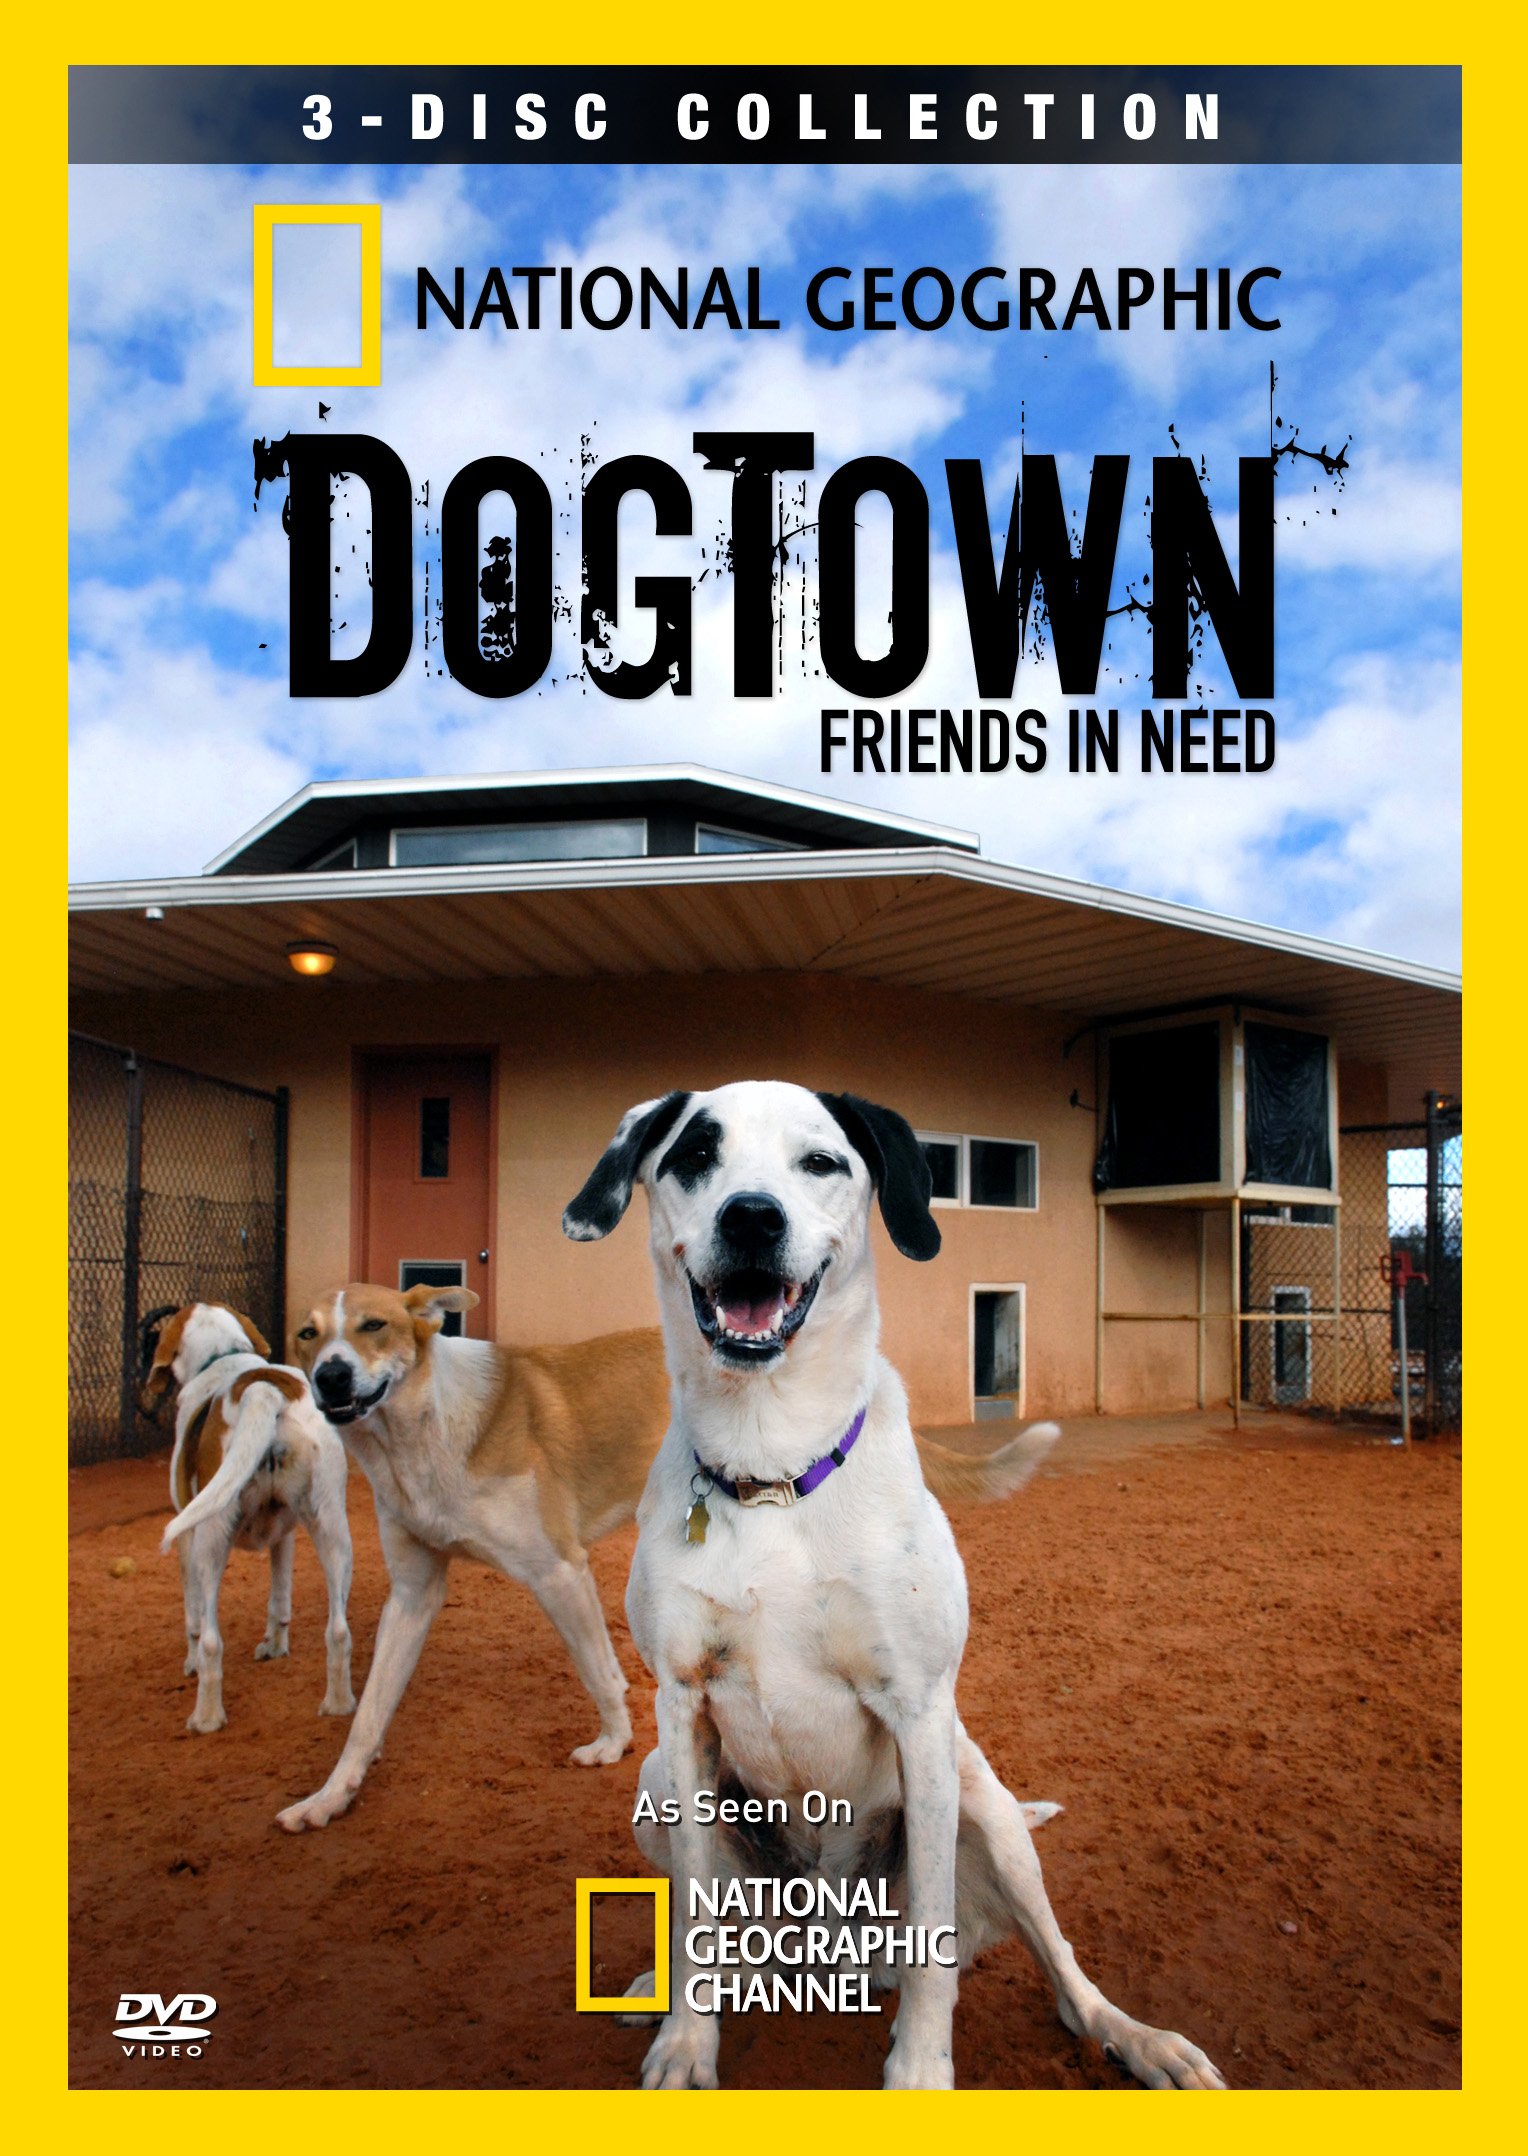 3-DISC COLLECTION
NATIONAL GEOGRAPHIC
DOGTOWN
FRIENDS IN NEED
As Seen On
NATIONAL
GEOGRAPHIC
CHANNEL
DVD
VIDEO